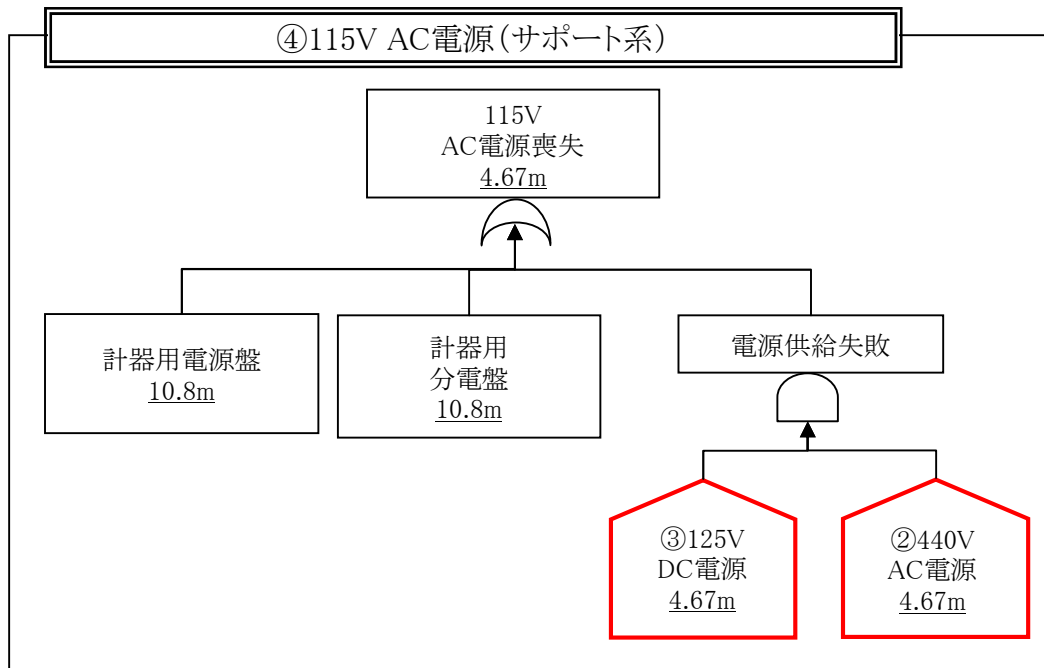 ④115V AC電源(サポート系)
115V
AC電源喪失
4.67m
計器用電源盤
10.8m
計器用
分電盤
10.8m
電源供給失敗
③125V
DC電源
4.67m
②440V
AC電源
4.67m